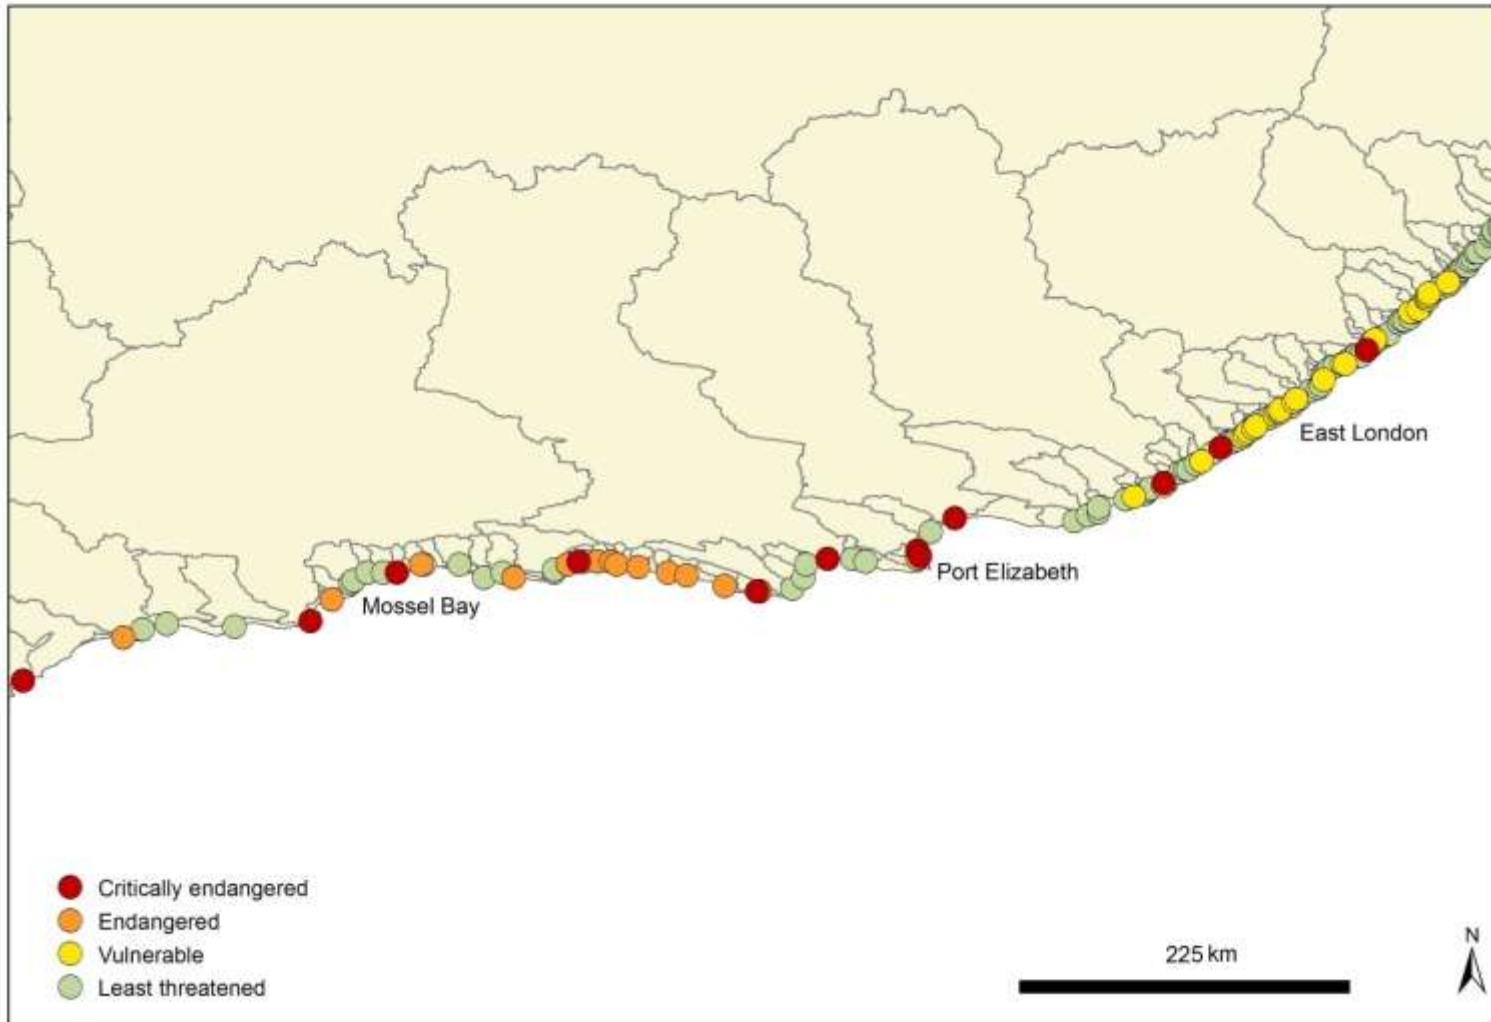 East London
Port Elizabeth
Mossel Bay
Critically endangered
Endangered
Vulnerable
Least threatened
225 km
N